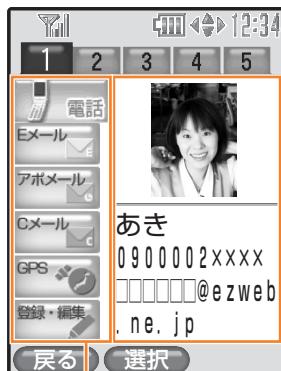 12:34
1 2 3 4 5
電話
Eメール
アポメール
Cメール
GPS
登録・編集
あき
0900002××××
□□□□□□@ezweb
.ne.jp
戻る 選択